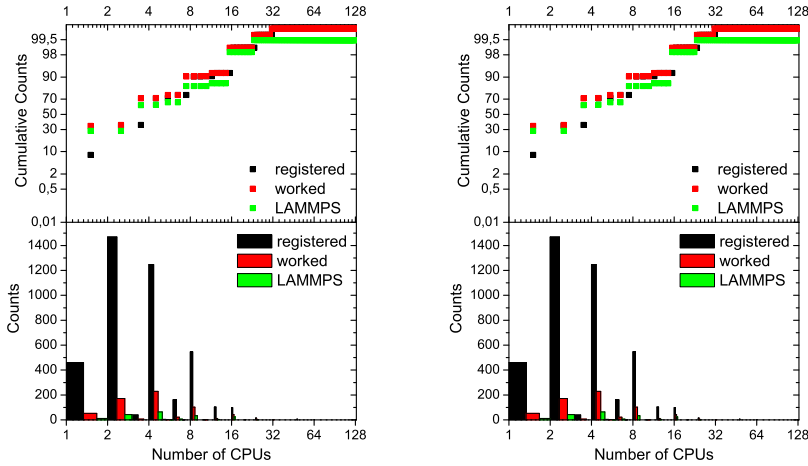 1 2 4 8 16 32 64 128
99,5
98
90
70
50
30
10
2
0,5
0,01
Cumulative Counts
registered
worked
LAMMPS
1400
1200
1000
800
600
400
200
0
Counts
registered
worked
LAMMPS
1 2 4 8 16 32 64 128
Number of CPUs
1 2 4 8 16 32 64 128
99,5
98
90
70
50
30
10
2
0,5
0,01
Cumulative Counts
registered
worked
LAMMPS
1400
1200
1000
800
600
400
200
0
Counts
registered
worked
LAMMPS
1 2 4 8 16 32 64 128
Number of CPUs